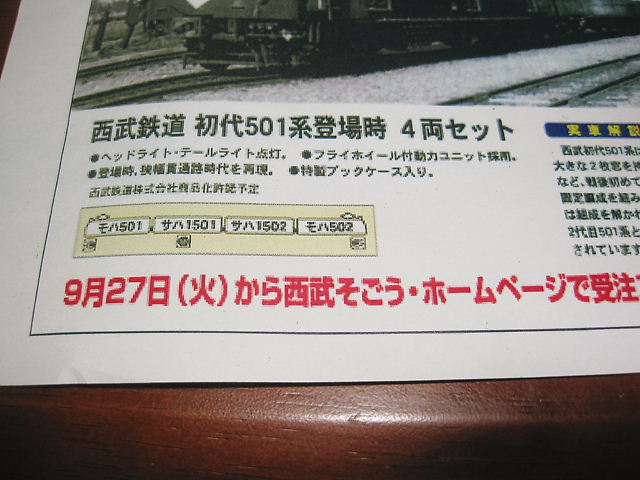 西武鉄道 初代501系登場時 4両セット
●ヘッドライト・テールライト点灯。 ●フライホイール付動力ユニット採用。
●登場時、狭幅貫通路時代を再現。 ●特製ブックケース入り。
西武鉄道株式会社商品化許諾予定
モハ501 サハ1501 サハ1502 モハ502
9月27日（火）から西武そごう・ホームページで受注
実車解説
西武初代501系は
大きな2枚窓を
など、戦後初めて
固定編成を組み
は組成を解かれ
2代目501系と
されています